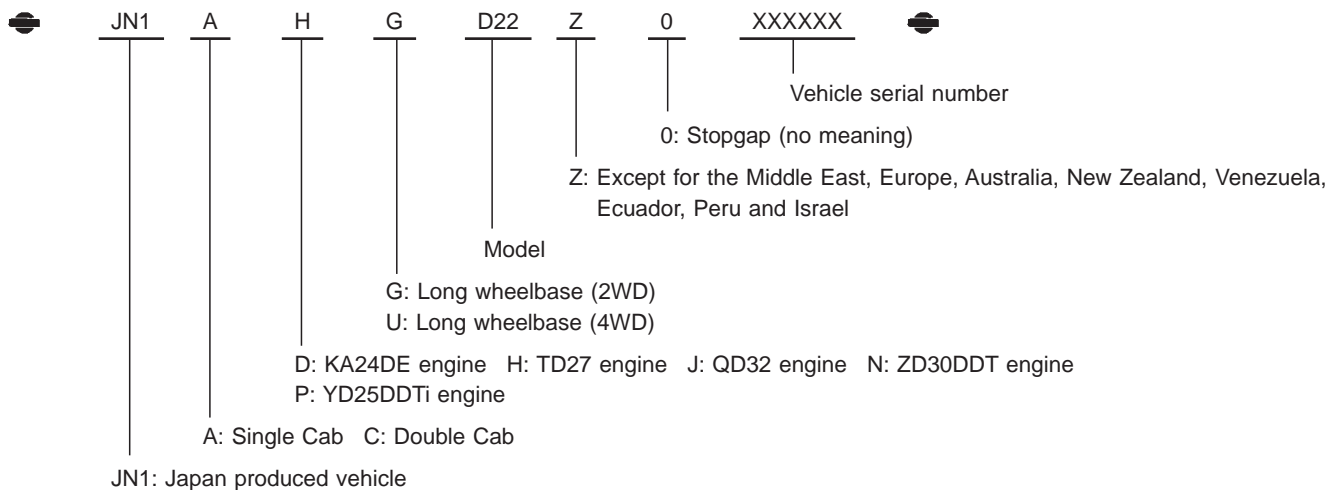 JN1 A H G D22 Z 0 XXXXXX
Vehicle serial number
0: Stopgap (no meaning)
Z: Except for the Middle East, Europe, Australia, New Zealand, Venezuela,
Ecuador, Peru and Israel
Model
G: Long wheelbase (2WD)
U: Long wheelbase (4WD)
D: KA24DE engine H: TD27 engine J: QD32 engine N: ZD30DDT engine
P: YD25DDTi engine
A: Single Cab C: Double Cab
JN1: Japan produced vehicle